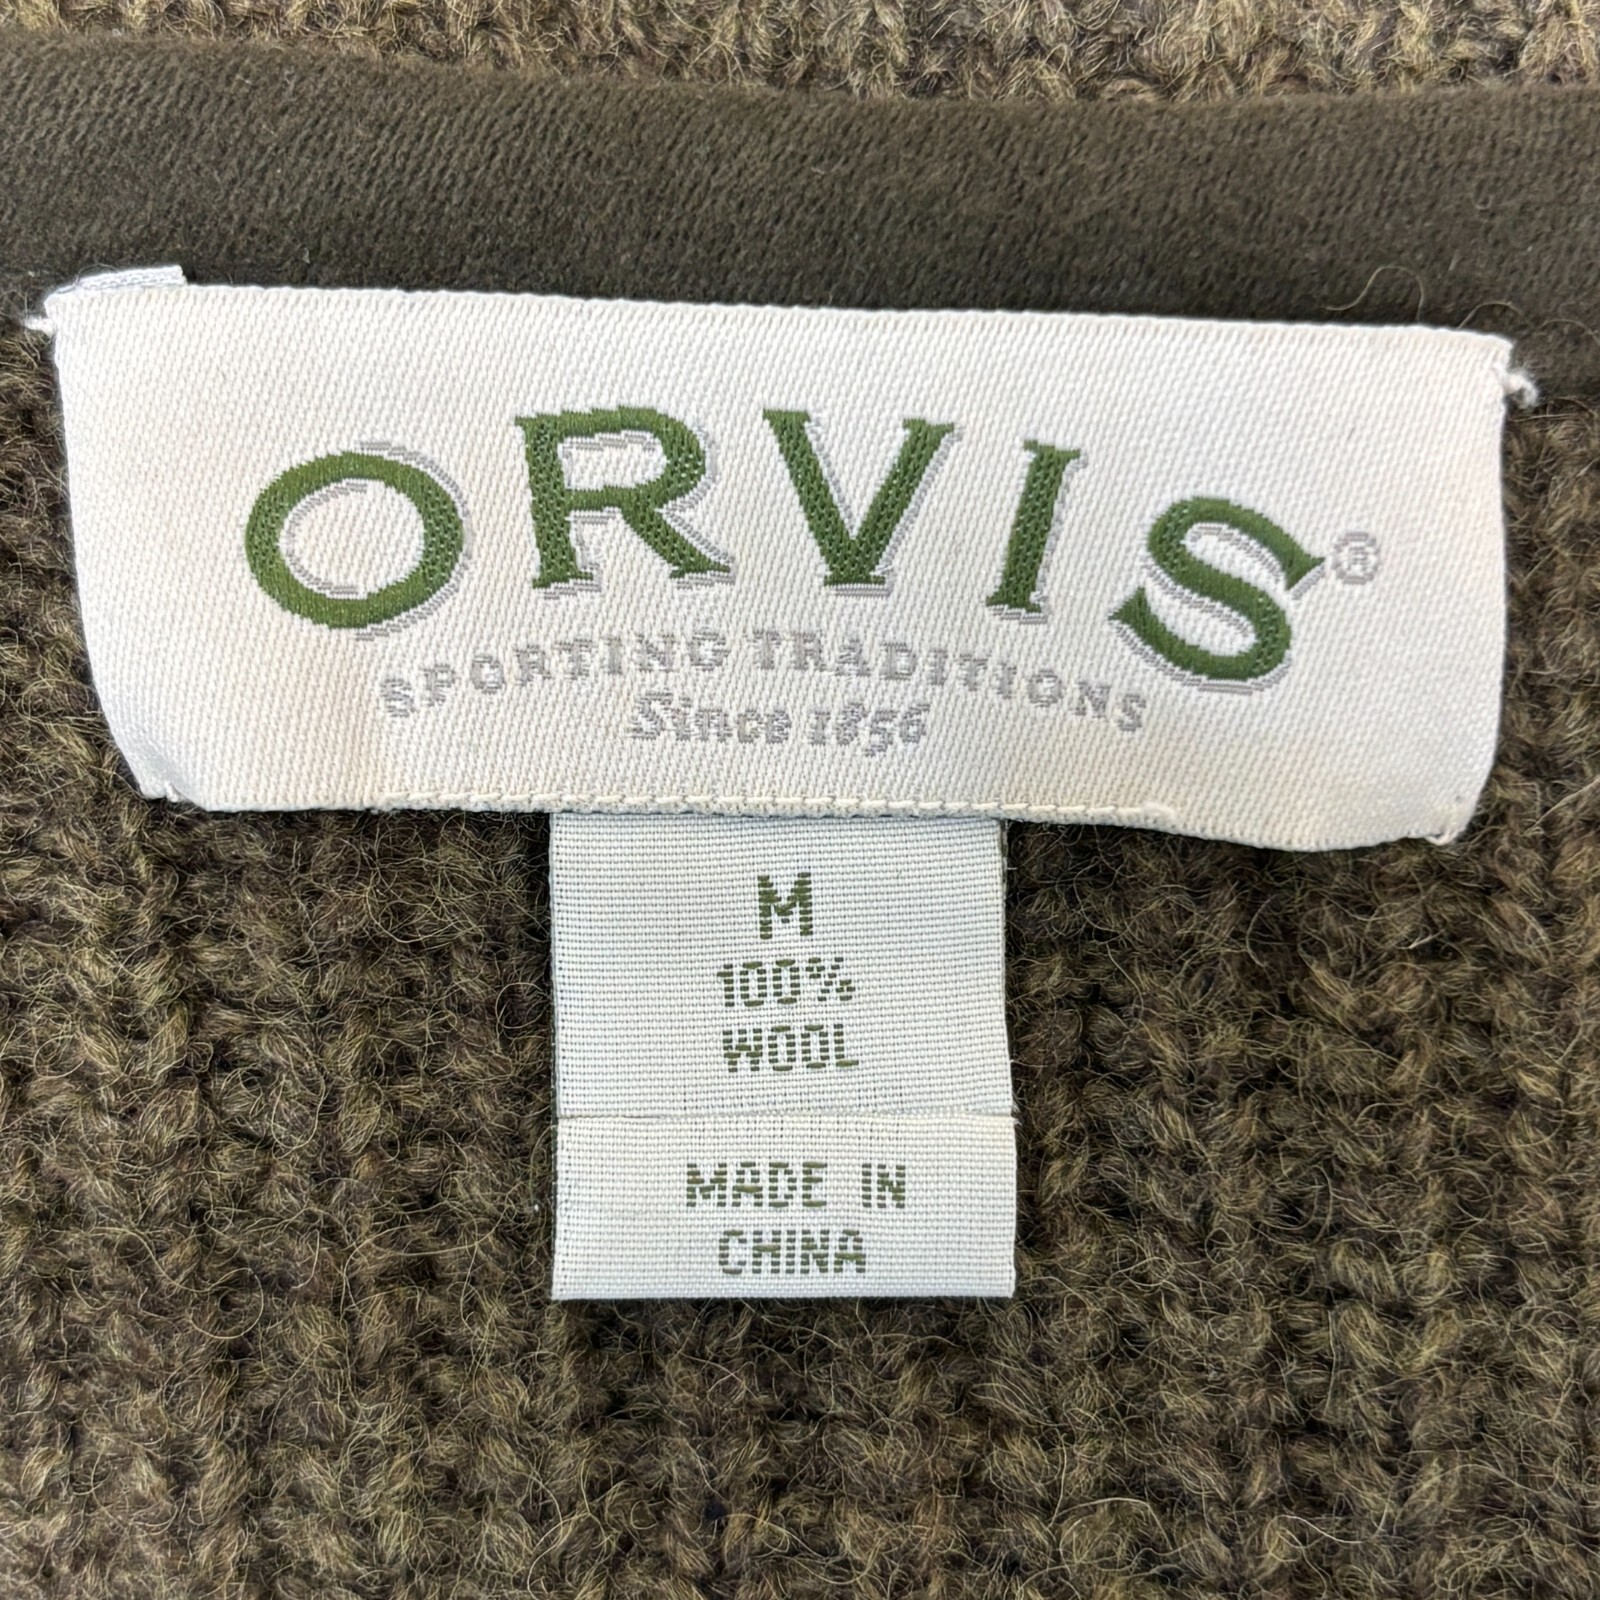 ORVIS®
SPORTING TRADITIONS
Since 1856
M
100%
WOOL
MADE IN
CHINA